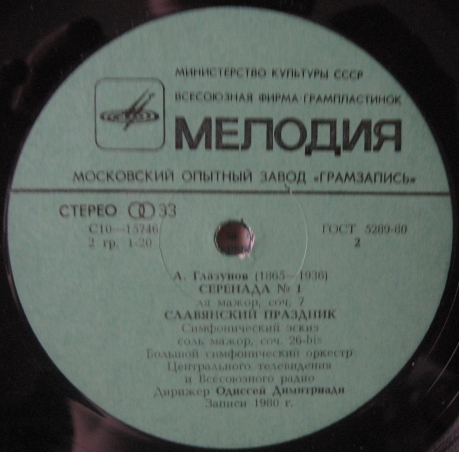 МИНИСТЕРСТВО КУЛЬТУРЫ СССР
ВСЕСОЮЗНАЯ ФИРМА ГРАМПЛАСТИНОК
МЕЛОДИЯ
МОСКОВСКИЙ ОПЫТНЫЙ ЗАВОД «ГРАМЗАПИСЬ»
СТЕРЕО 33
С10—15746 ГОСТ 5289-80
2 гр. 1-20 2
А. Глазунов (1865—1936)
СЕРЕНАДА № 1
ля мажор, соч. 7
СЛАВЯНСКИЙ ПРАЗДНИК
Симфонический эскиз
соль мажор, соч. 26-bis
Большой симфонический оркестр
Центрального телевидения
и Всесоюзного радио
Дирижер Одиссей Димитриади
Записи 1980 г.